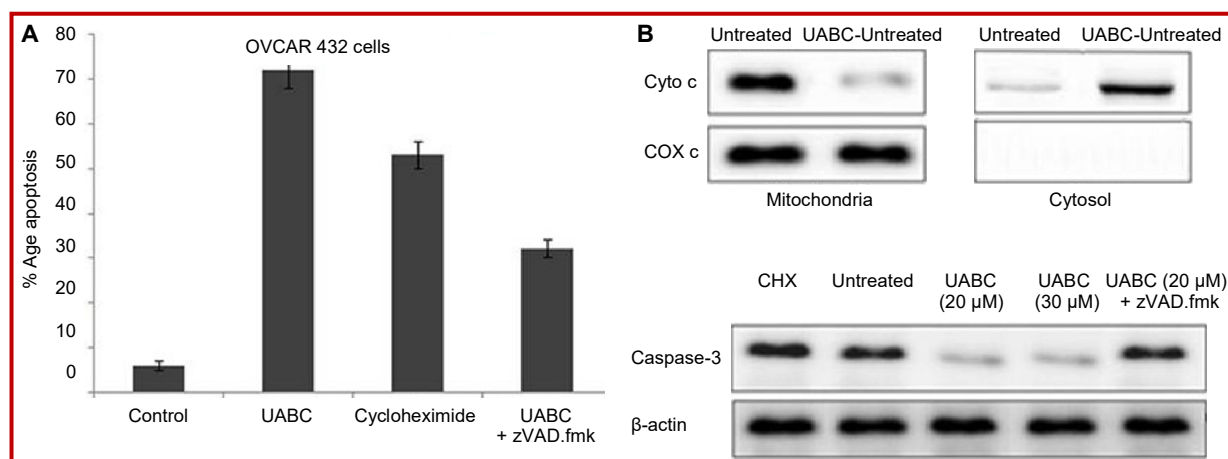 A
OVCAR 432 cells
% Age apoptosis
80
70
60
50
40
30
20
10
0
Control
UABC
Cycloheximide
UABC
+ zVAD.fmk
B
Untreated UABC-Untreated
Untreated UABC-Untreated
Cyto c
COX c
Mitochondria
Cytosol
CHX
Untreated
UABC
(20 µM)
UABC
(30 µM)
UABC (20 µM)
+ zVAD.fmk
Caspase-3
β-actin